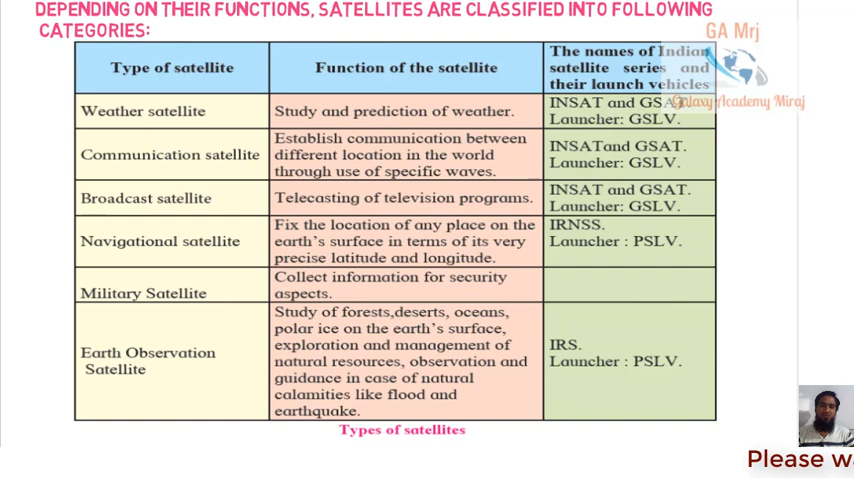 DEPENDING ON THEIR FUNCTIONS, SATELLITES ARE CLASSIFIED INTO FOLLOWING
CATEGORIES:
GA Mrj
Galaxy Academy Miraj
Type of satellite
Function of the satellite
The names of Indian
satellite series and
their launch vehicles
Weather satellite
Study and prediction of weather.
INSAT and GSAT.
Launcher: GSLV.
Communication satellite
Establish communication between
different location in the world
through use of specific waves.
INSATand GSAT.
Launcher: GSLV.
Broadcast satellite
Telecasting of television programs.
INSAT and GSAT.
Launcher: GSLV.
Navigational satellite
Fix the location of any place on the
earth's surface in terms of its very
precise latitude and longitude.
IRNSS.
Launcher : PSLV.
Military Satellite
Collect information for security
aspects.
Earth Observation
Satellite
Study of forests,deserts, oceans,
polar ice on the earth's surface,
exploration and management of
natural resources, observation and
guidance in case of natural
calamities like flood and
earthquake.
IRS.
Launcher : PSLV.
Types of satellites
Please